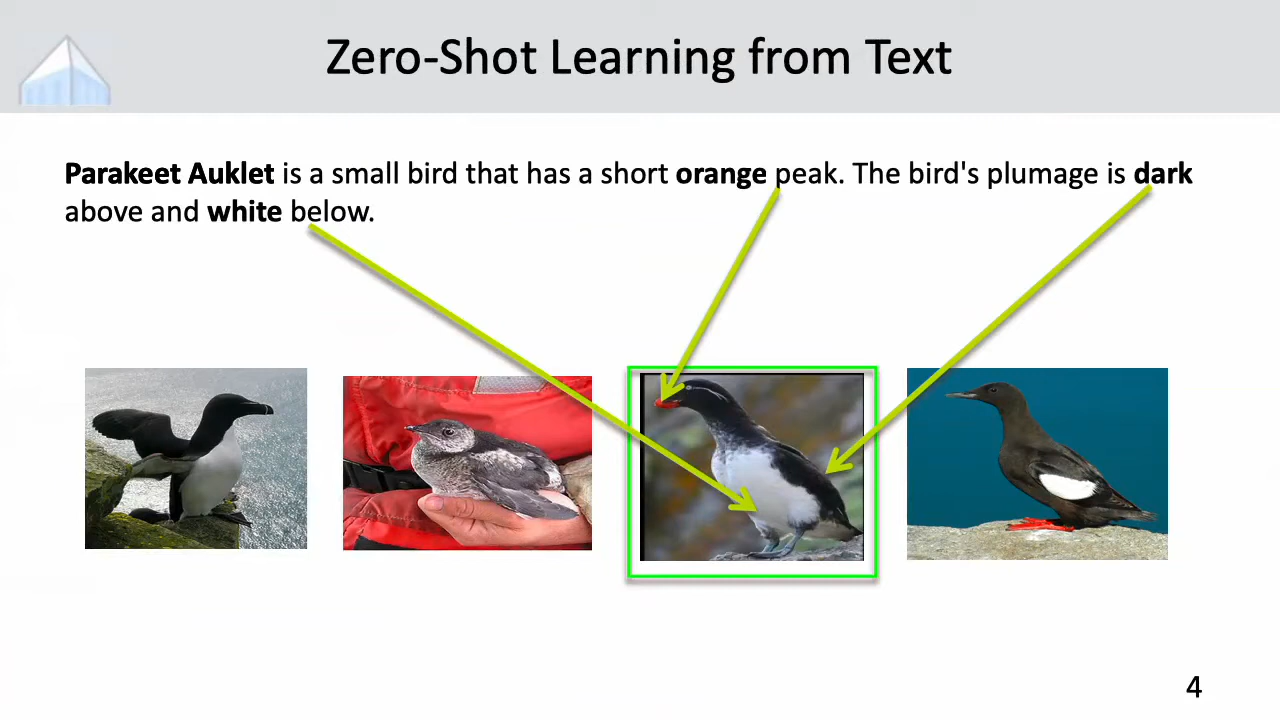 Zero-Shot Learning from Text
Parakeet Auklet is a small bird that has a short orange peak. The bird's plumage is dark
above and white below.
4